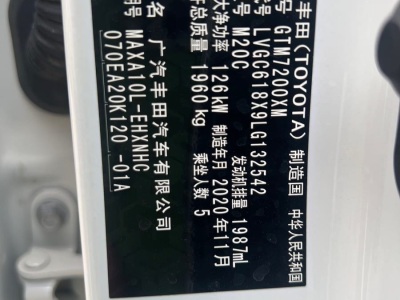 丰田(TOYOTA) 制造国 中华人民共和国
号 GTM7200XM
号 LVGC618X9LG132542
号 M20C 发动机排量 1987mL
大净功率 126kW 制造年月 2020年11月
总质量 1960 kg 乘坐人数 5
名 广汽丰田汽车有限公司
MAXA10L-EHXNHC
070EA20K120 -01A